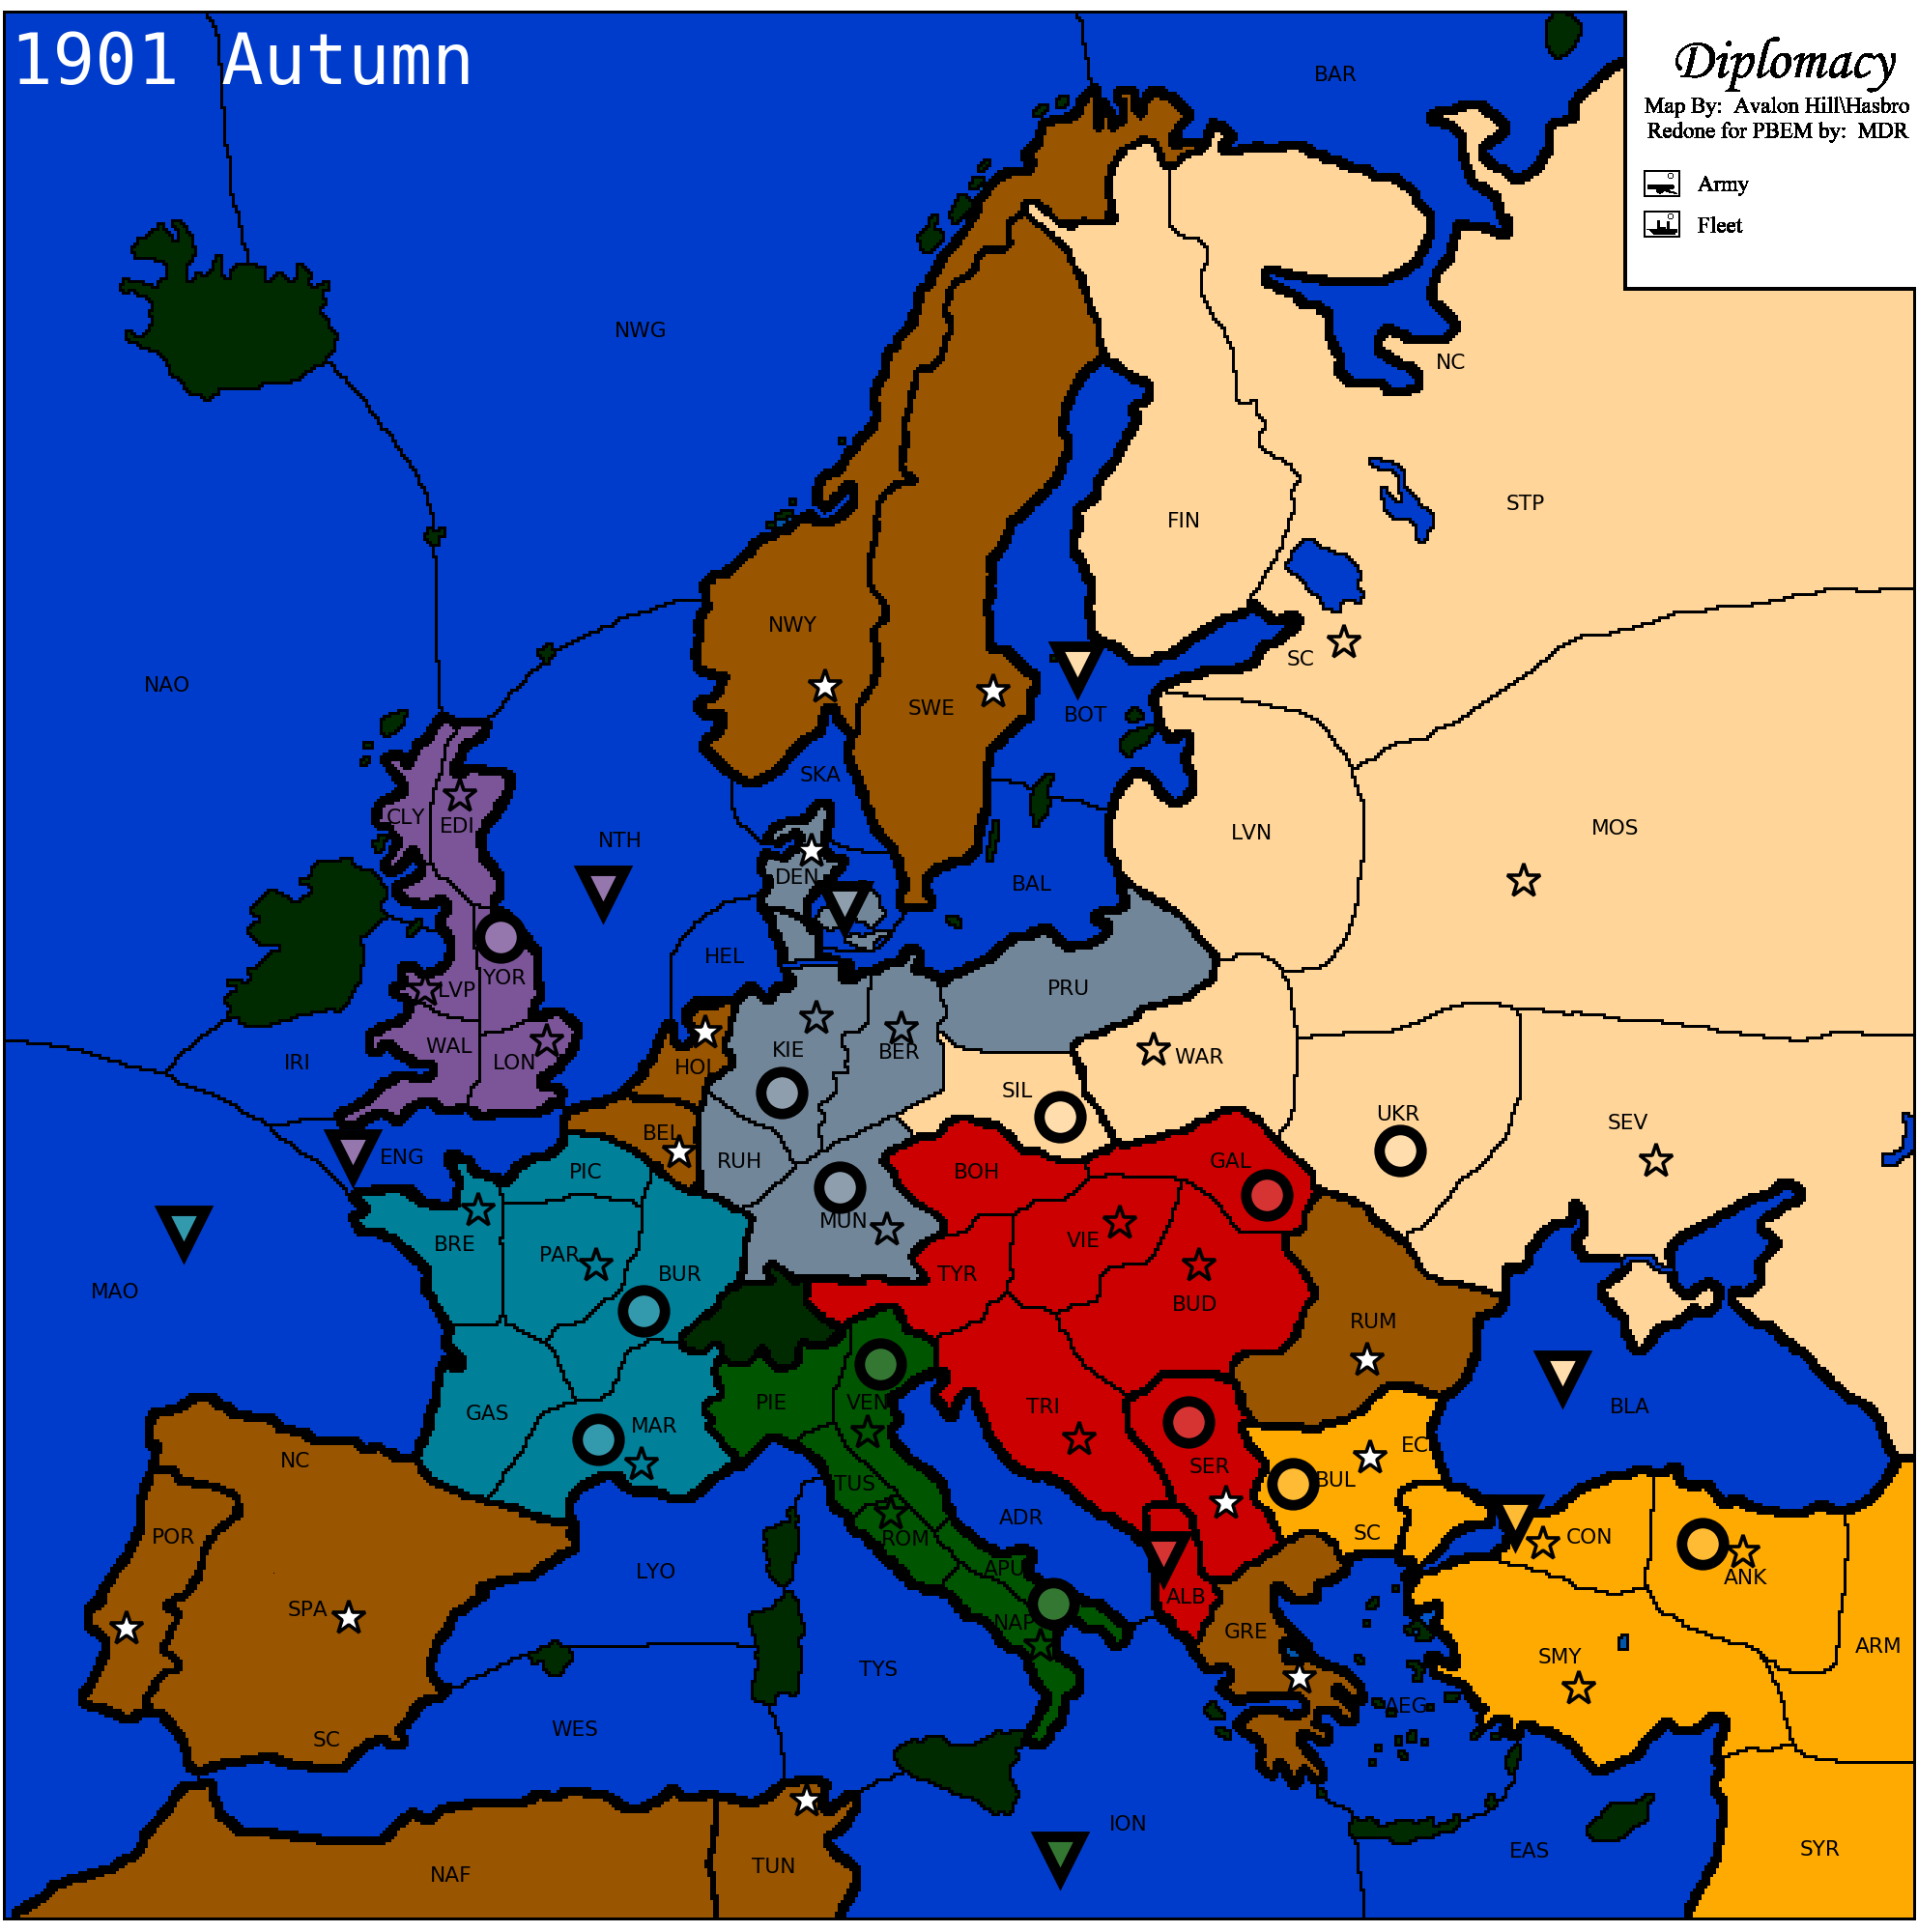 1901 Autumn
Diplomacy
Map By: Avalon Hill\Hasbro
Redone for PBEM by: MDR
Army
Fleet
BAR
NWG
NC
STP
FIN
NWY
SC
NAO
SWE
BOT
SKA
CLY
EDI
NTH
LVN
MOS
DEN
BAL
HEL
YOR
LVP
PRU
WAL
LON
IRI
KIE
BER
HOL
WAR
SIL
UKR
SEV
BEL
ENG
PIC
RUH
BOH
GAL
MUN
BRE
PAR
BUR
VIE
TYR
MAO
BUD
RUM
GAS
MAR
PIE
VEN
TRI
BLA
NC
SER
EC
BUL
TUS
POR
ROM
ADR
SC
CON
LYO
APU
ANK
ALB
SPA
NAP
GRE
ARM
TYS
SMY
AEG
WES
SC
ION
EAS
SYR
NAF
TUN